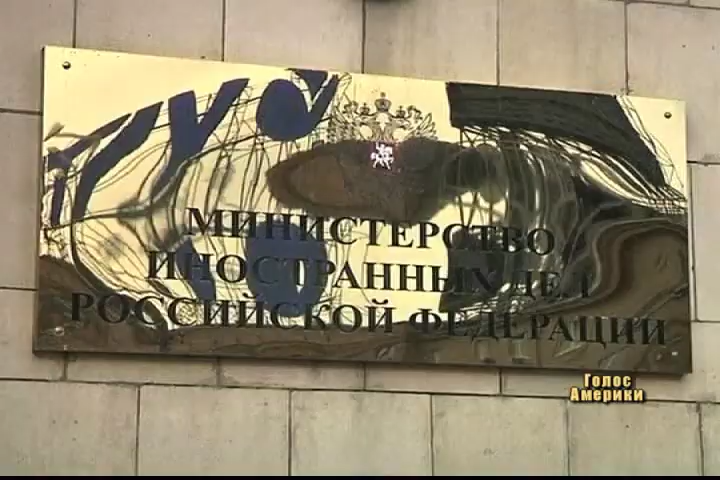 МИНИСТЕРСТВО
ИНОСТРАННЫХ ДЕЛ
РОССИЙСКОЙ ФЕДЕРАЦИИ
Голос
Америки